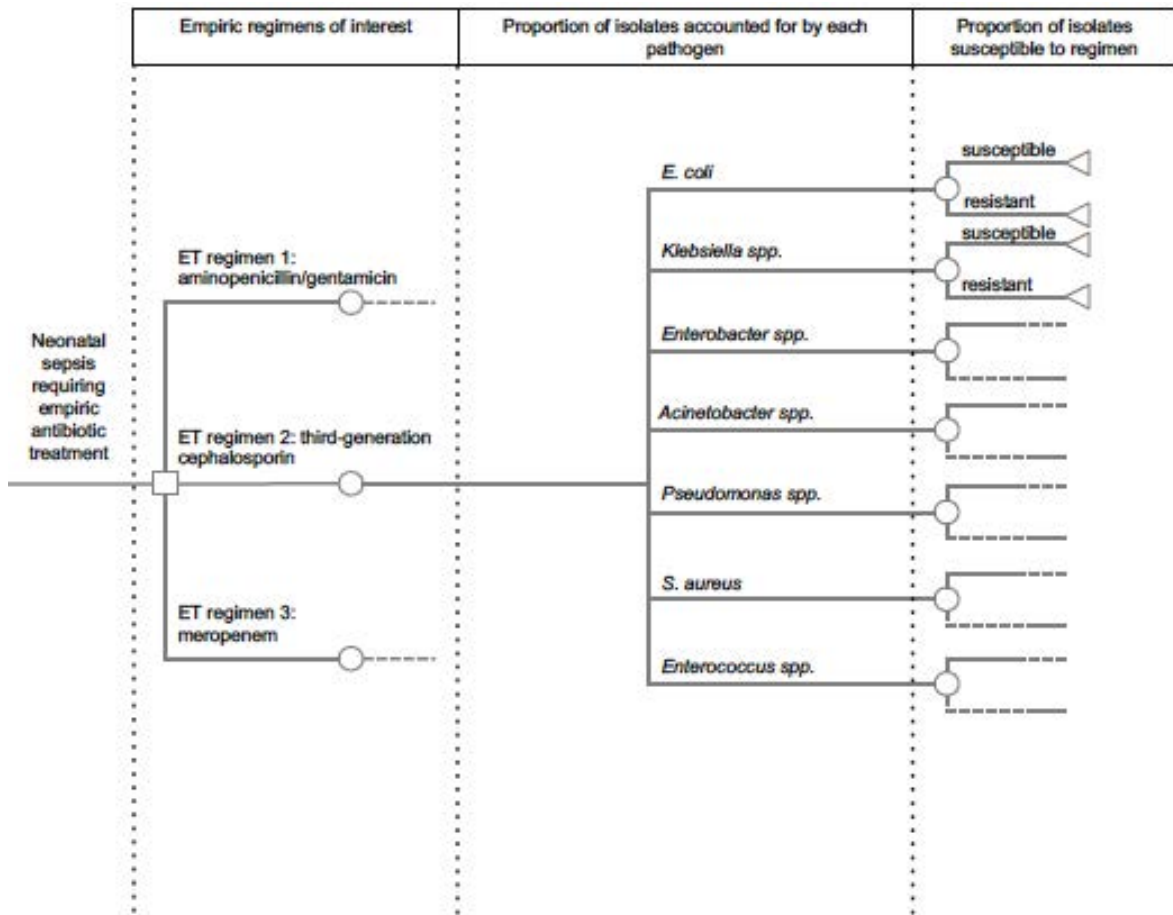 Empiric regimens of interest
Proportion of isolates accounted for by each
pathogen
Proportion of isolates
susceptible to regimen
Neonatal
sepsis
requiring
empiric
antibiotic
treatment
ET regimen 1:
aminopenicillin/gentamicin
ET regimen 2: third-generation
cephalosporin
ET regimen 3:
meropenem
E. coli
Klebsiella spp.
Enterobacter spp.
Acinetobacter spp.
Pseudomonas spp.
S. aureus
Enterococcus spp.
susceptible
resistant
susceptible
resistant